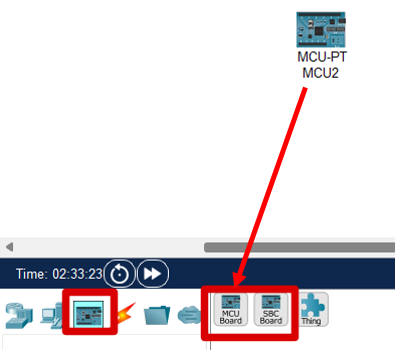 MCU-PT
MCU2
Time: 02:33:23
MCU
Board
SBC
Board
Thing